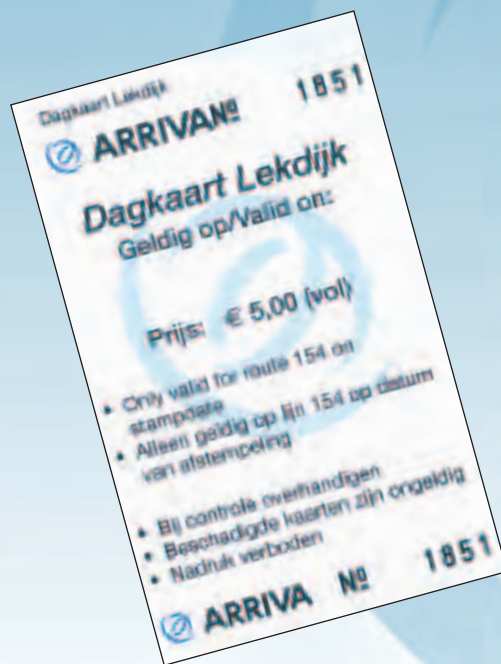 Dagkaart Lekdijk
ARRIVA Nº 1851
Dagkaart Lekdijk
Geldig op/Valid on:
Prijs: € 5,00 (vol)
• Only valid for route 154 on
stampdate
• Alleen geldig op lijn 154 op datum
van afstempeling
• Bij controle overhandigen
• Beschadigde kaarten zijn ongeldig
• Nadruk verboden
ARRIVA Nº 1851